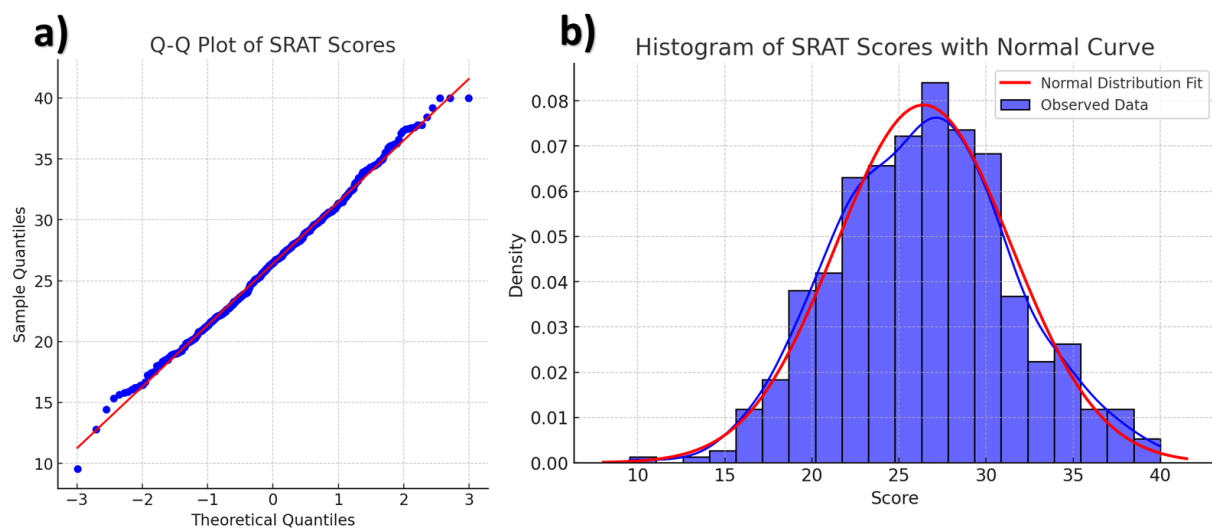 a)
Q-Q Plot of SRAT Scores
Sample Quantiles
40
35
30
25
20
15
10
−3 −2 −1 0 1 2 3
Theoretical Quantiles
b)
Histogram of SRAT Scores with Normal Curve
Normal Distribution Fit
Observed Data
Density
0.08
0.07
0.06
0.05
0.04
0.03
0.02
0.01
0.00
10 15 20 25 30 35 40
Score